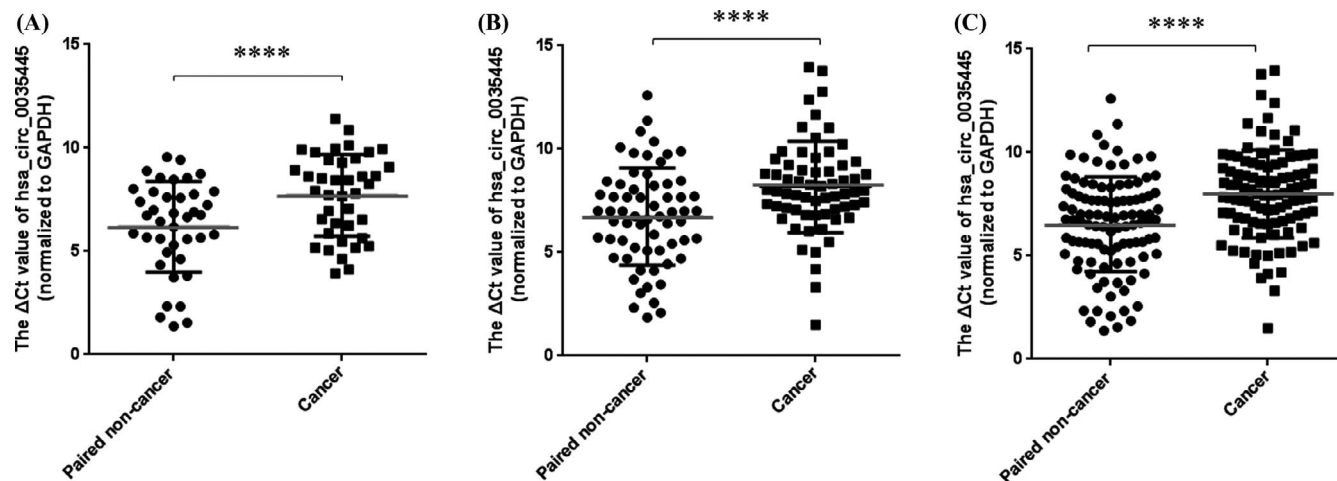 (A)
The ΔCt value of hsa_circ_0035445
(normalized to GAPDH)
15
10
5
0
****
Paired non-cancer
Cancer
(B)
The ΔCt value of hsa_circ_0035445
(normalized to GAPDH)
15
10
5
0
****
Paired non-cancer
Cancer
(C)
The ΔCt value of hsa_circ_0035445
(normalized to GAPDH)
15
10
5
0
****
Paired non-cancer
Cancer